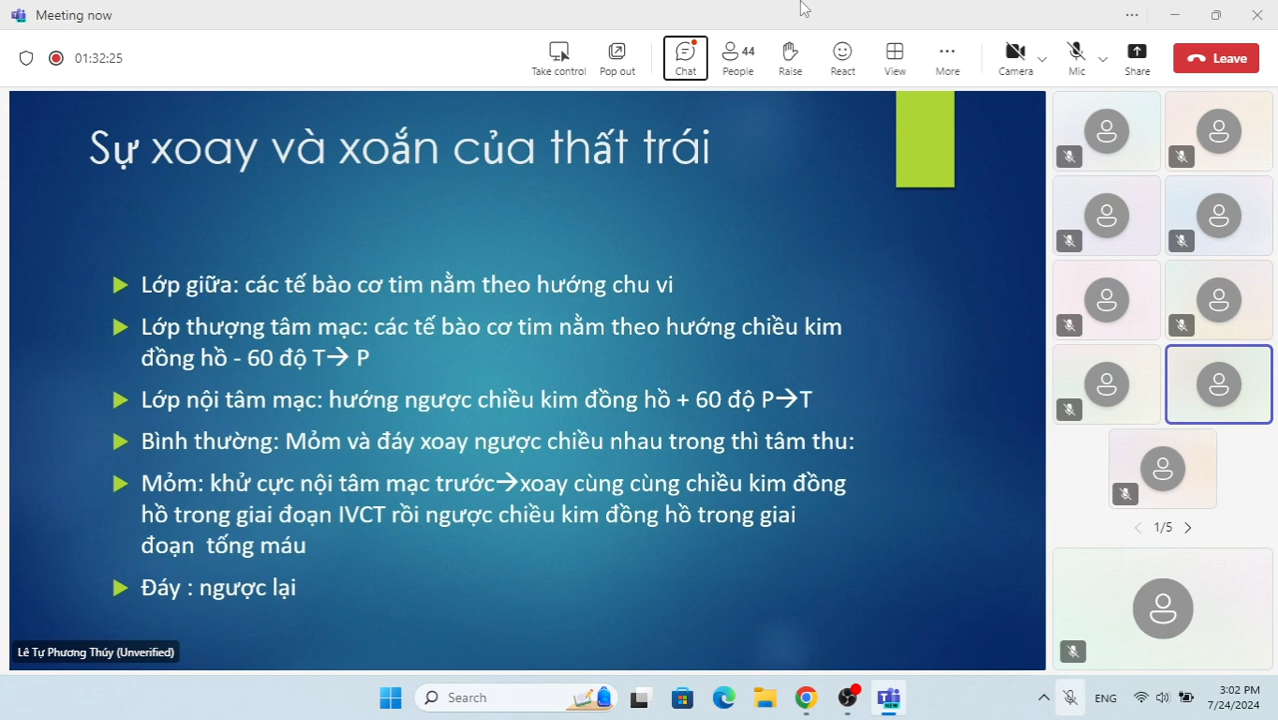 Meeting now
01:32:25
Take control
Pop out
Chat
44
People
Raise
React
View
More
Camera
Mic
Share
Leave
Sự xoay và xoắn của thất trái
Lớp giữa: các tế bào cơ tim nằm theo hướng chu vi
Lớp thượng tâm mạc: các tế bào cơ tim nằm theo hướng chiều kim
đồng hồ - 60 độ T→ P
Lớp nội tâm mạc: hướng ngược chiều kim đồng hồ + 60 độ P→T
Bình thường: Mỏm và đáy xoay ngược chiều nhau trong thì tâm thu:
Mỏm: khử cực nội tâm mạc trước→xoay cùng cùng chiều kim đồng
hồ trong giai đoạn IVCT rồi ngược chiều kim đồng hồ trong giai
đoạn  tống máu
Đáy : ngược lại
Lê Tự Phương Thúy (Unverified)
1/5
Search
NEW
ENG
3:02 PM
7/24/2024